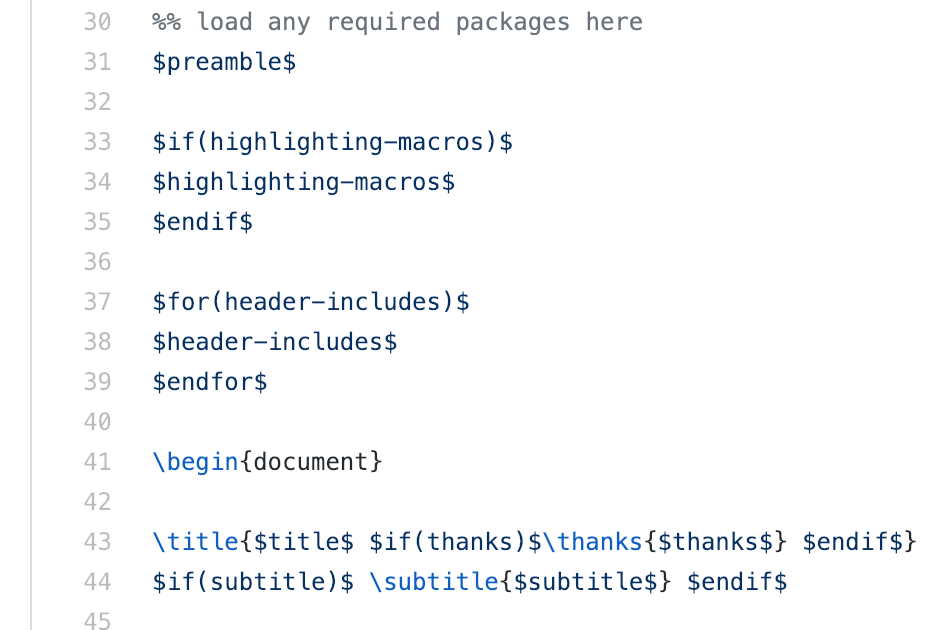 30 %% load any required packages here
31 $preamble$
32
33 $if(highlighting-macros)$
34 $highlighting-macros$
35 $endif$
36
37 $for(header-includes)$
38 $header-includes$
39 $endfor$
40
41 \begin{document}
42
43 \title{$title$ $if(thanks)$\thanks{$thanks$} $endif$}
44 $if(subtitle)$ \subtitle{$subtitle$} $endif$
45